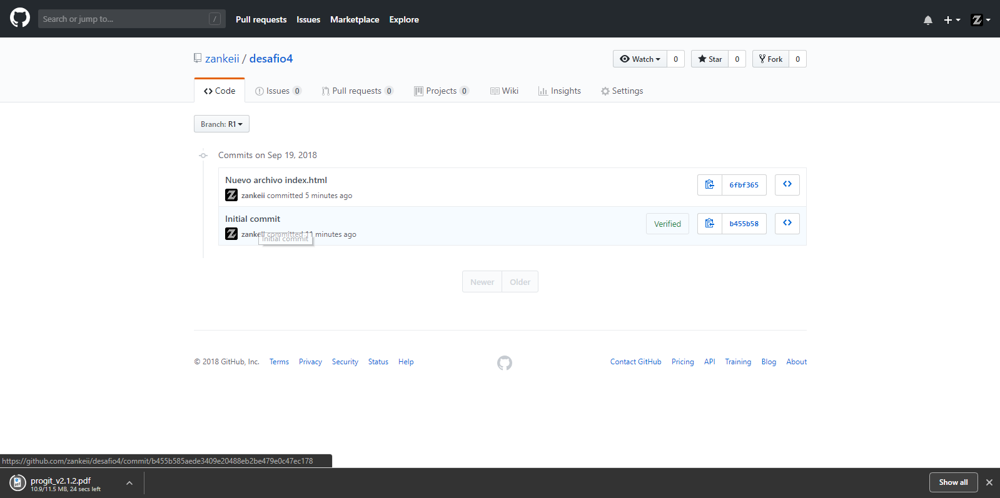 Search or jump to... / Pull requests Issues Marketplace Explore
zankeii / desafio4 Watch 0 Star 0 Fork 0
Code Issues 0 Pull requests 0 Projects 0 Wiki Insights Settings
Branch: R1
Commits on Sep 19, 2018
Nuevo archivo index.html
zankeii committed 5 minutes ago
6fbf365
Initial commit
zankeii committed 11 minutes ago
Initial commit
Verified b455b58
Newer Older
© 2018 GitHub, Inc. Terms Privacy Security Status Help Contact GitHub Pricing API Training Blog About
https://github.com/zankeii/desafio4/commit/b455b585aede3409e20488eb2be479e0c47ec178
progit_v2.1.2.pdf
10.9/11.5 MB, 24 secs left
Show all